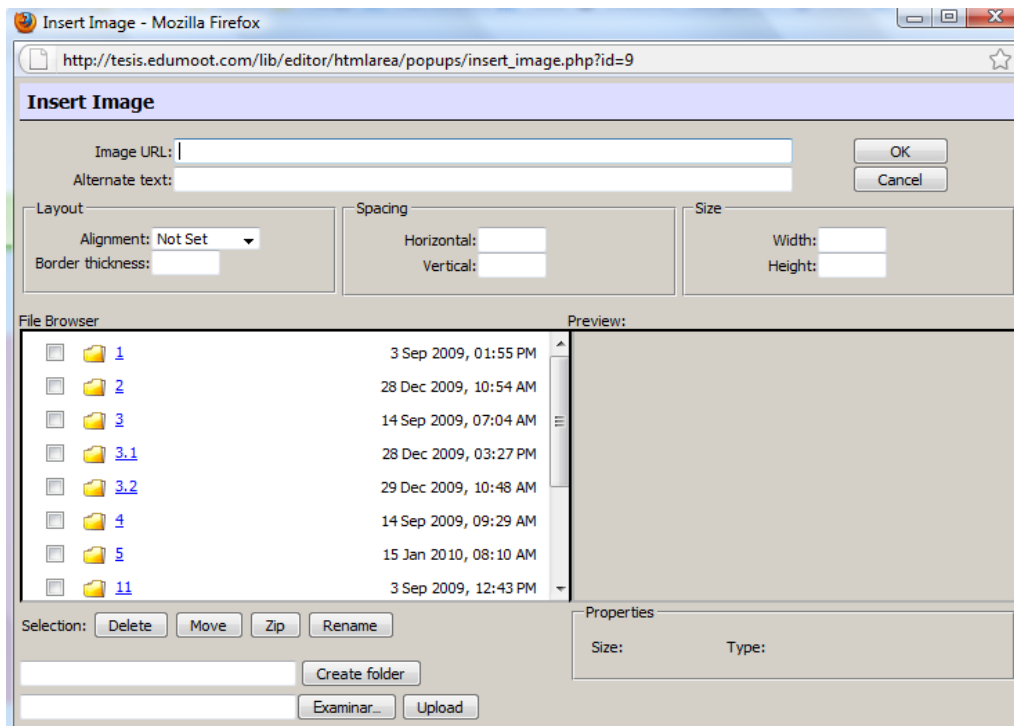 Insert Image - Mozilla Firefox
http://tesis.edumoot.com/lib/editor/htmlarea/popups/insert_image.php?id=9
Insert Image
Image URL: OK
Alternate text: Cancel
Layout Spacing Size
Alignment: Not Set Horizontal: Width:
Border thickness: Vertical: Height:
File Browser Preview:
1 3 Sep 2009, 01:55 PM
2 28 Dec 2009, 10:54 AM
3 14 Sep 2009, 07:04 AM
3.1 28 Dec 2009, 03:27 PM
3.2 29 Dec 2009, 10:48 AM
4 14 Sep 2009, 09:29 AM
5 15 Jan 2010, 08:10 AM
11 3 Sep 2009, 12:43 PM
Selection: Delete Move Zip Rename Properties
Size: Type:
Create folder
Examinar... Upload